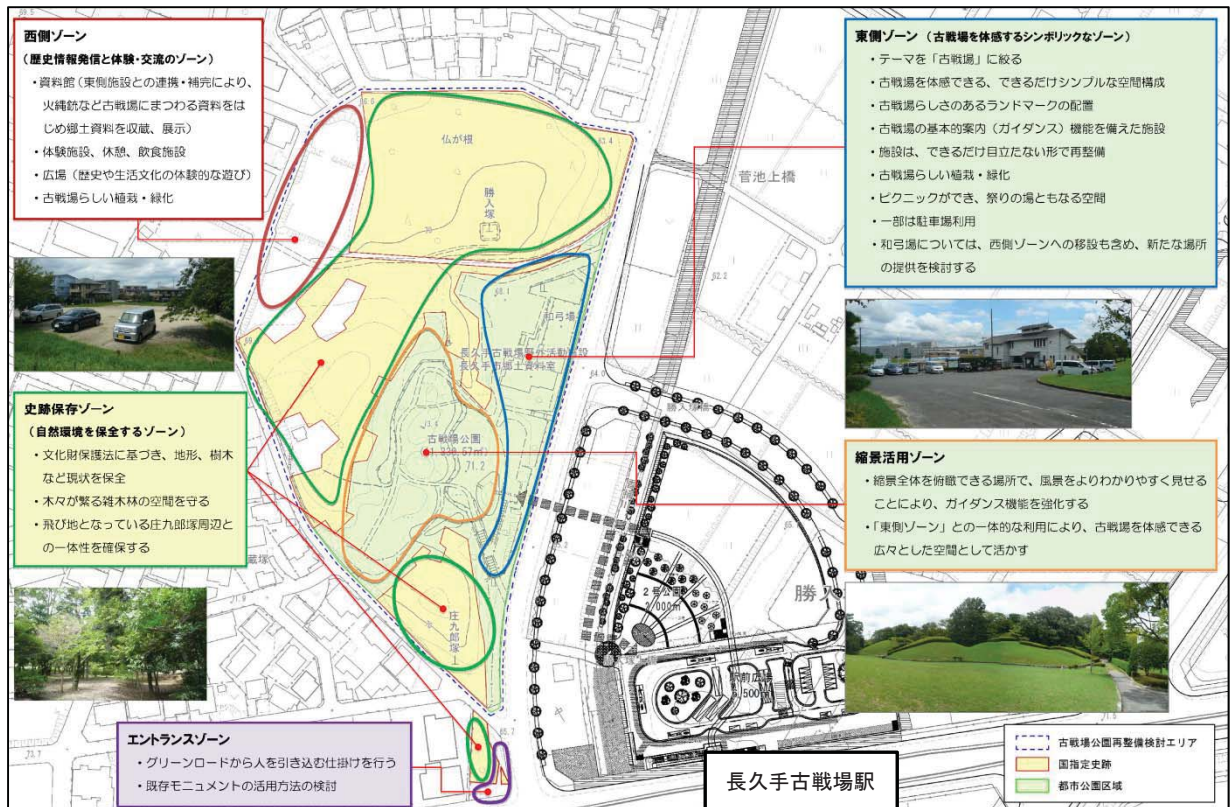 西側ゾーン
(歴史情報発信と体験・交流のゾーン)
・資料館(東側施設との連携・補完により、
火縄銃など古戦場にまつわる資料をは
じめ郷土資料を収蔵、展示)
・体験施設、休憩、飲食施設
・広場(歴史や生活文化の体験的な遊び)
・古戦場らしい植栽・緑化
史跡保存ゾーン
(自然環境を保全するゾーン)
・文化財保護法に基づき、地形、樹木
など現状を保全
・木々が繁る雑木林の空間を守る
・飛び地となっている庄九郎塚周辺と
の一体性を確保する
エントランスゾーン
・グリーンロードから人を引き込む仕掛けを行う
・既存モニュメントの活用方法の検討
仏が根
勝入塚
和弓場
長久手古戦場野外活動施設
長久手市郷土資料室
古戦場公園
71.2
庄九郎塚
菅池上橋
62.2
64.0
勝入塚橋
2号公園
2,000㎡
駅前広場
勝入
長久手古戦場駅
73.7
71.5
65.7
東側ゾーン(古戦場を体感するシンボリックなゾーン)
・テーマを「古戦場」に絞る
・古戦場を体感できる、できるだけシンプルな空間構成
・古戦場らしさのあるランドマークの配置
・古戦場の基本的案内(ガイダンス)機能を備えた施設
・施設は、できるだけ目立たない形で再整備
・古戦場らしい植栽・緑化
・ピクニックができ、祭りの場ともなる空間
・一部は駐車場利用
・和弓場については、西側ゾーンへの移設も含め、新たな場所
の提供を検討する
縮景活用ゾーン
・縮景全体を俯瞰できる場所で、風景をよりわかりやすく見せる
ことにより、ガイダンス機能を強化する
・「東側ゾーン」との一体的な利用により、古戦場を体感できる
広々とした空間として活かす
古戦場公園再整備検討エリア
国指定史跡
都市公園区域